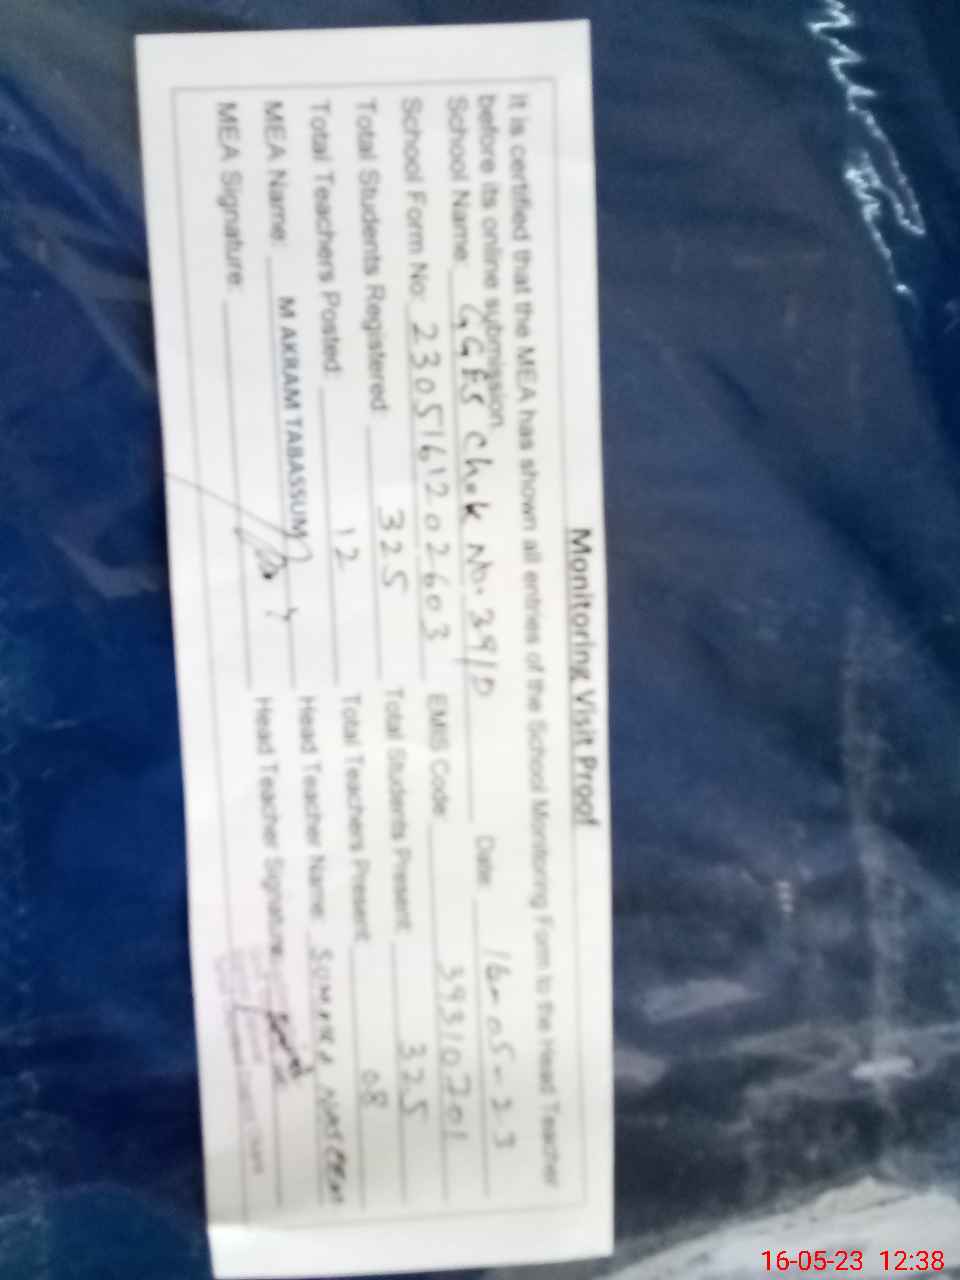 Monitoring Visit Proof
It is certified that the MEA has shown all entries of the School Monitoring Form to the Head Teacher
before its online submission.
School Name: GGES Chak No. 39/D Date: 16-05-23
School Form No: 2305161202603 EMIS Code: 39310201
Total Students Registered: 325 Total Students Present: 325
Total Teachers Posted: 12 Total Teachers Present: 08
MEA Name: M AKRAM TABASSUM Head Teacher Name: SUMAIRA
MEA Signature: Head Teacher Signature:
16-05-23 12:38